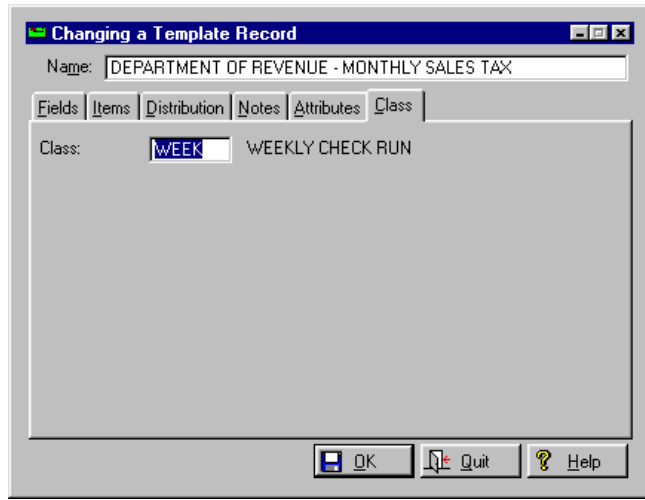 Changing a Template Record
Name: DEPARTMENT OF REVENUE - MONTHLY SALES TAX
Fields Items Distribution Notes Attributes Class
Class: WEEK WEEKLY CHECK RUN
OK Quit Help